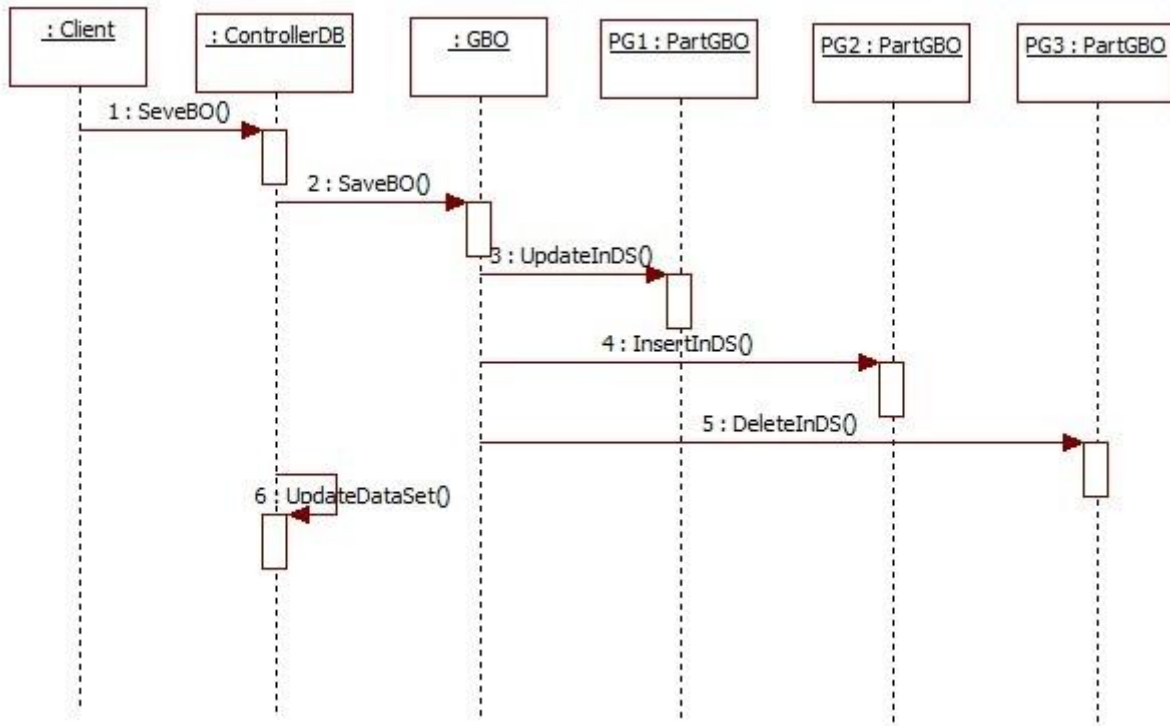 : Client
: ControllerDB
: GBO
PG1 : PartGBO
PG2 : PartGBO
PG3 : PartGBO
1 : SeveBO()
2 : SaveBO()
3 : UpdateInDS()
4 : InsertInDS()
5 : DeleteInDS()
6 : UpdateDataSet()